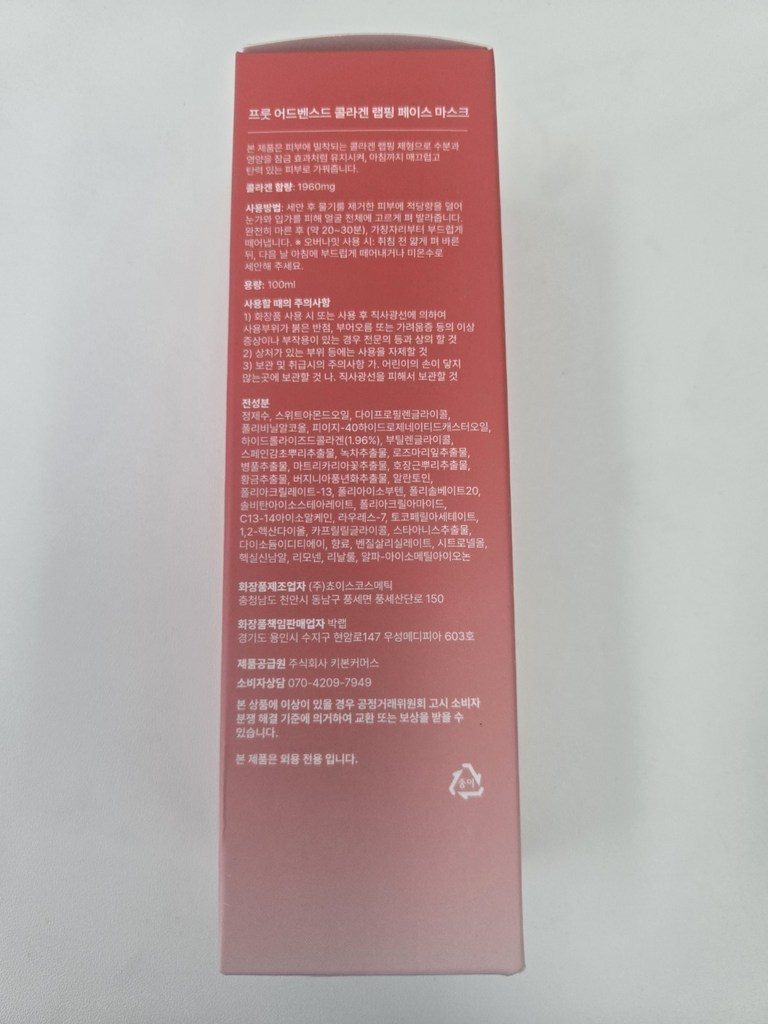 프룻 어드벤스드 콜라겐 랩핑 페이스 마스크
본 제품은 피부에 밀착되는 콜라겐 랩핑 제형으로 수분과
영양을 잠금 효과처럼 유지시켜, 아침까지 매끄럽고
탄력 있는 피부로 가꿔줍니다.
콜라겐 함량: 1960mg
사용방법: 세안 후 물기를 제거한 피부에 적당량을 덜어
눈가와 입가를 피해 얼굴 전체에 고르게 펴 발라줍니다.
완전히 마른 후 (약 20~30분), 가장자리부터 부드럽게
떼어냅니다. * 오버나잇 사용 시: 취침 전 얇게 펴 바른
뒤, 다음 날 아침에 부드럽게 떼어내거나 미온수로
세안해 주세요.
용량: 100ml
사용할 때의 주의사항
1) 화장품 사용 시 또는 사용 후 직사광선에 의하여
사용부위가 붉은 반점, 부어오름 또는 가려움증 등의 이상
증상이나 부작용이 있는 경우 전문의 등과 상의 할 것
2) 상처가 있는 부위 등에는 사용을 자제할 것
3) 보관 및 취급시의 주의사항 가. 어린이의 손이 닿지
않는곳에 보관할 것 나. 직사광선을 피해서 보관할 것
전성분
정제수, 스위트아몬드오일, 다이프로필렌글라이콜,
폴리비닐알코올, 피이지-40하이드로제네이티드캐스터오일,
하이드롤라이즈드콜라겐(1.96%), 부틸렌글라이콜,
스페인감초뿌리추출물, 녹차추출물, 로즈마리잎추출물,
병풀추출물, 마트리카리아꽃추출물, 호장근뿌리추출물,
황금추출물, 버지니아풍년화추출물, 알란토인,
폴리아크릴레이트-13, 폴리아이소부텐, 폴리솔베이트20,
솔비탄아이소스테아레이트, 폴리아크릴아마이드,
C13-14아이소알케인, 라우레스-7, 토코페릴아세테이트,
1,2-헥산다이올, 카프릴릴글라이콜, 스타아니스추출물,
다이소듐이디티에이, 향료, 벤질살리실레이트, 시트로넬올,
헥실신남알, 리모넨, 리날룰, 알파-아이소메틸아이오논
화장품제조업자 (주)쵸이스코스메틱
충청남도 천안시 동남구 풍세면 풍세산단로 150
화장품책임판매업자 박랩
경기도 용인시 수지구 현암로147 우성메디피아 603호
제품공급원 주식회사 키본커머스
소비자상담 070-4209-7949
본 상품에 이상이 있을 경우 공정거래위원회 고시 소비자
분쟁 해결 기준에 의거하여 교환 또는 보상을 받을 수
있습니다.
본 제품은 외용 전용 입니다.
종이